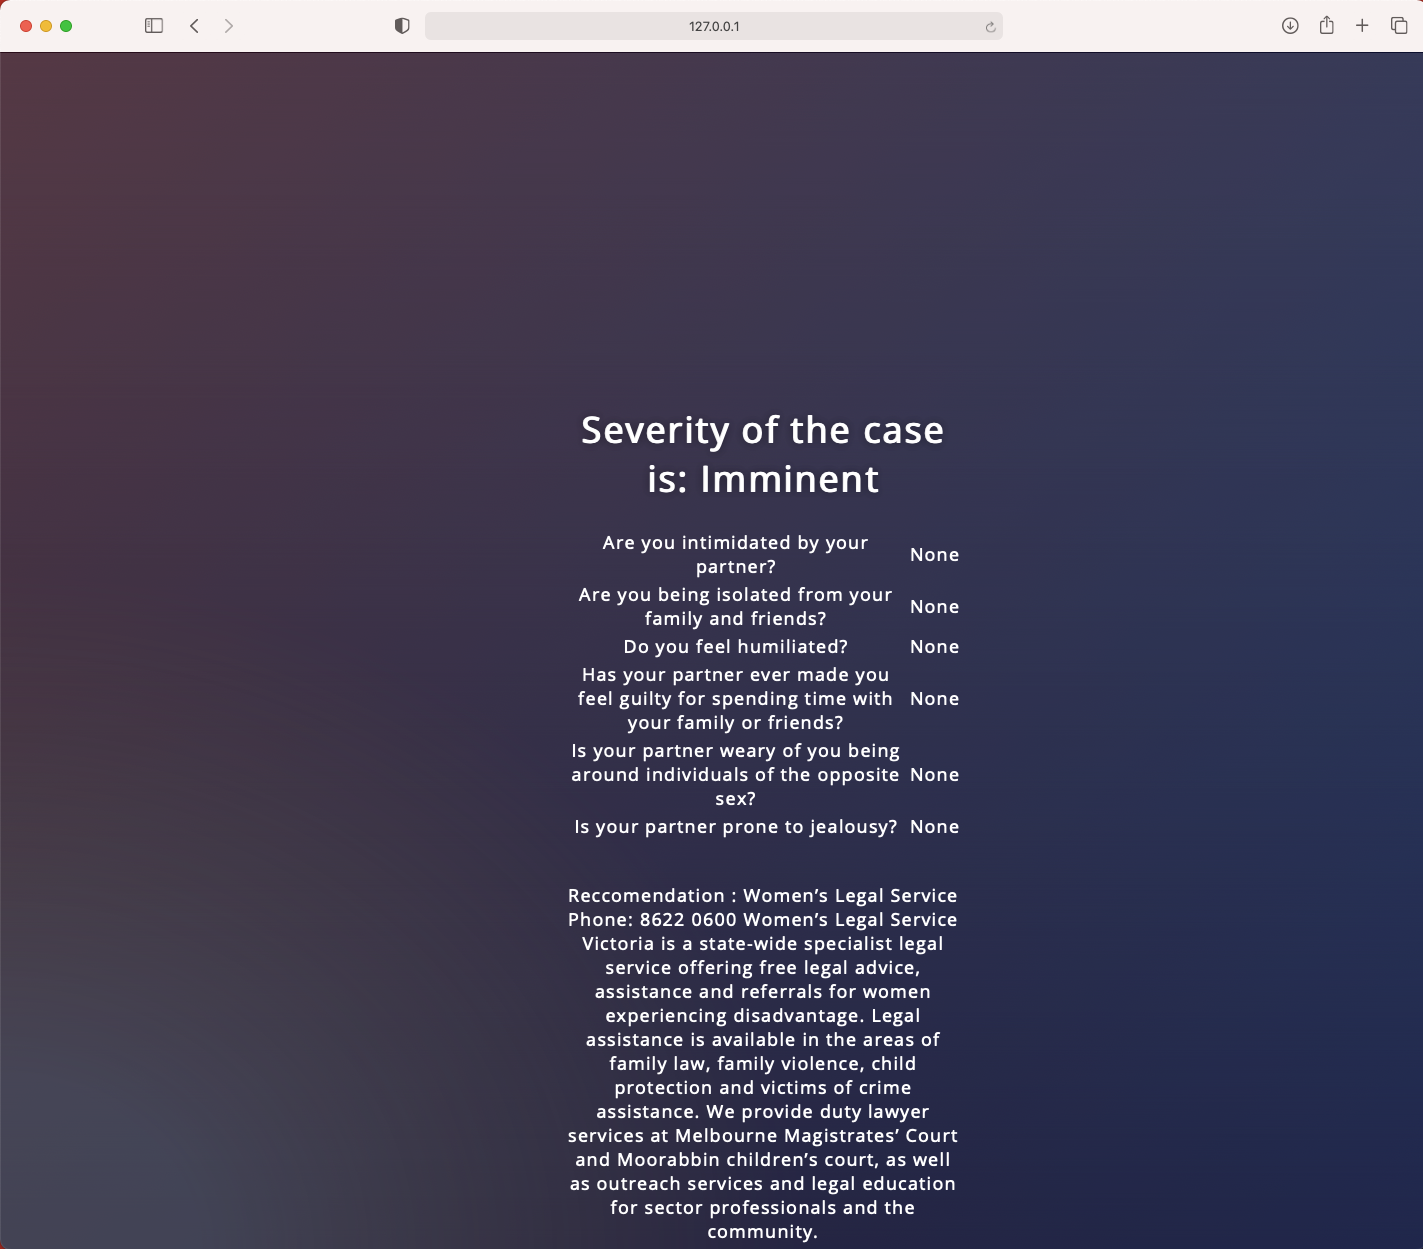 127.0.0.1
Severity of the case
is: Imminent
Are you intimidated by your
partner?
None
Are you being isolated from your
family and friends?
None
Do you feel humiliated?
None
Has your partner ever made you
feel guilty for spending time with
your family or friends?
None
Is your partner weary of you being
around individuals of the opposite
sex?
None
Is your partner prone to jealousy?
None
Reccomendation : Women’s Legal Service
Phone: 8622 0600 Women’s Legal Service
Victoria is a state-wide specialist legal
service offering free legal advice,
assistance and referrals for women
experiencing disadvantage. Legal
assistance is available in the areas of
family law, family violence, child
protection and victims of crime
assistance. We provide duty lawyer
services at Melbourne Magistrates’ Court
and Moorabbin children’s court, as well
as outreach services and legal education
for sector professionals and the
community.